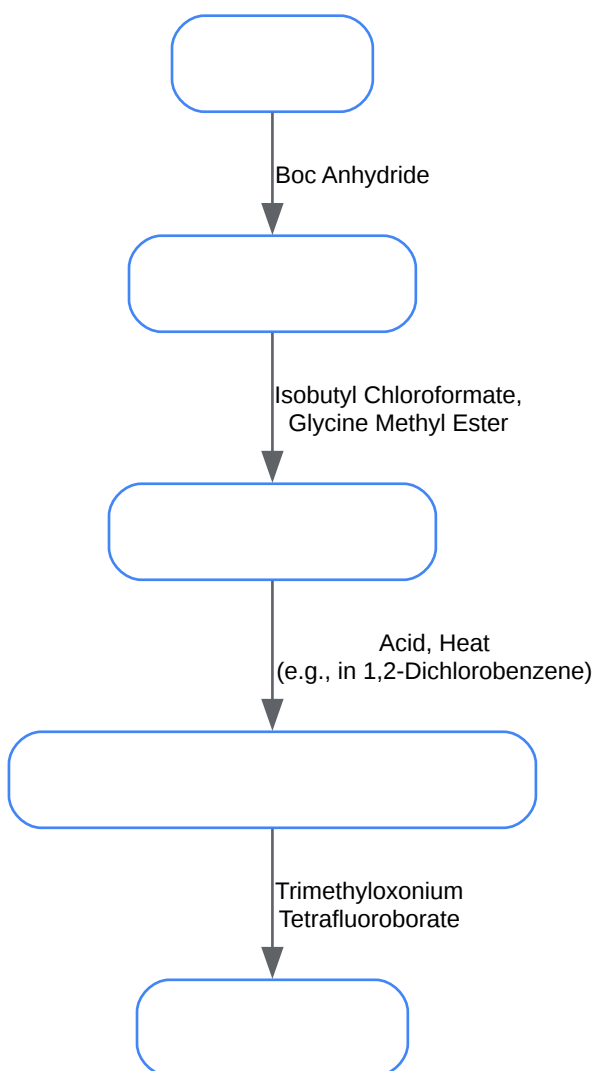 Boc Anhydride
Isobutyl Chloroformate,
Glycine Methyl Ester
Acid, Heat
(e.g., in 1,2-Dichlorobenzene)
Trimethyloxonium
Tetrafluoroborate